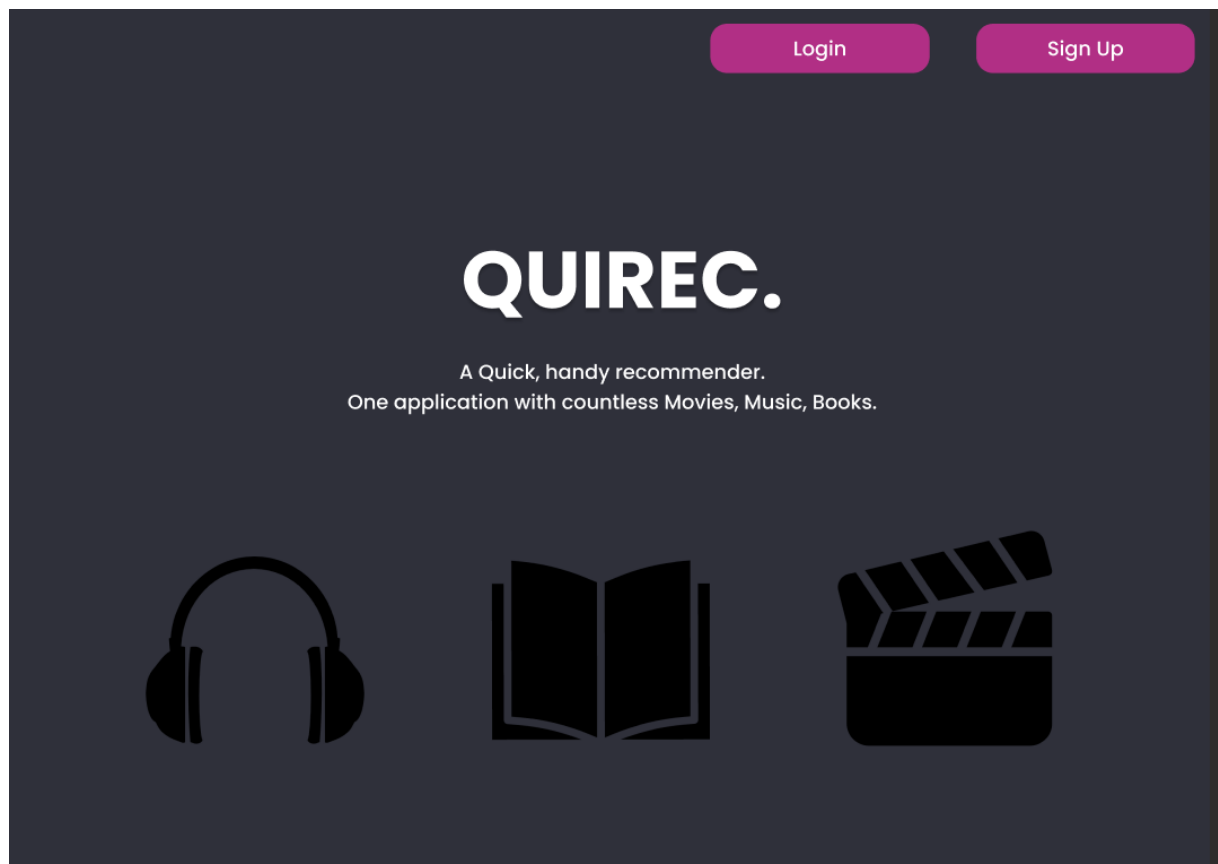 Login
Sign Up
QUIREC.
A Quick, handy recommender.
One application with countless Movies, Music, Books.